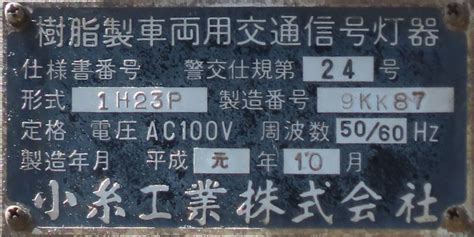 樹脂製車両用交通信号灯器
仕様書番号 警交仕規第 24 号
形式 1H23P 製造番号 9KK87
定格 電圧 AC100V 周波数 50/60 Hz
製造年月 平成 元 年 10 月
小糸工業株式会社